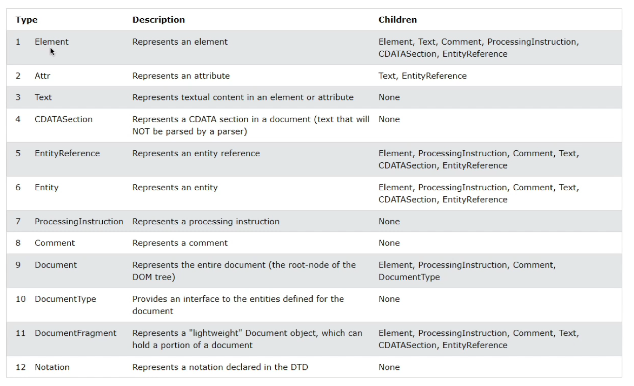 Type Description Children
1 Element Represents an element Element, Text, Comment, ProcessingInstruction,
CDATASection, EntityReference
2 Attr Represents an attribute Text, EntityReference
3 Text Represents textual content in an element or attribute None
4 CDATASection Represents a CDATA section in a document (text that will None
NOT be parsed by a parser)
5 EntityReference Represents an entity reference Element, ProcessingInstruction, Comment, Text,
CDATASection, EntityReference
6 Entity Represents an entity Element, ProcessingInstruction, Comment, Text,
CDATASection, EntityReference
7 ProcessingInstruction Represents a processing instruction None
8 Comment Represents a comment None
9 Document Represents the entire document (the root-node of the Element, ProcessingInstruction, Comment,
DOM tree) DocumentType
10 DocumentType Provides an interface to the entities defined for the None
document
11 DocumentFragment Represents a "lightweight" Document object, which can Element, ProcessingInstruction, Comment, Text,
hold a portion of a document CDATASection, EntityReference
12 Notation Represents a notation declared in the DTD None